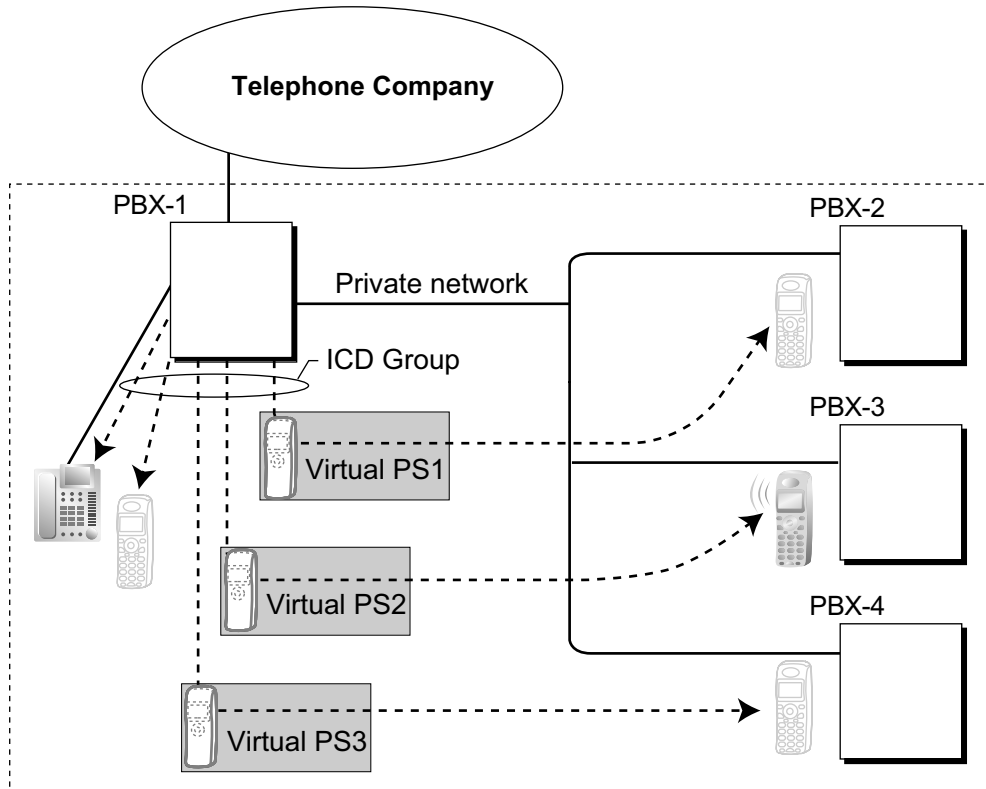 Telephone Company
PBX-1
PBX-2
Private network
ICD Group
PBX-3
Virtual PS1
Virtual PS2
PBX-4
Virtual PS3